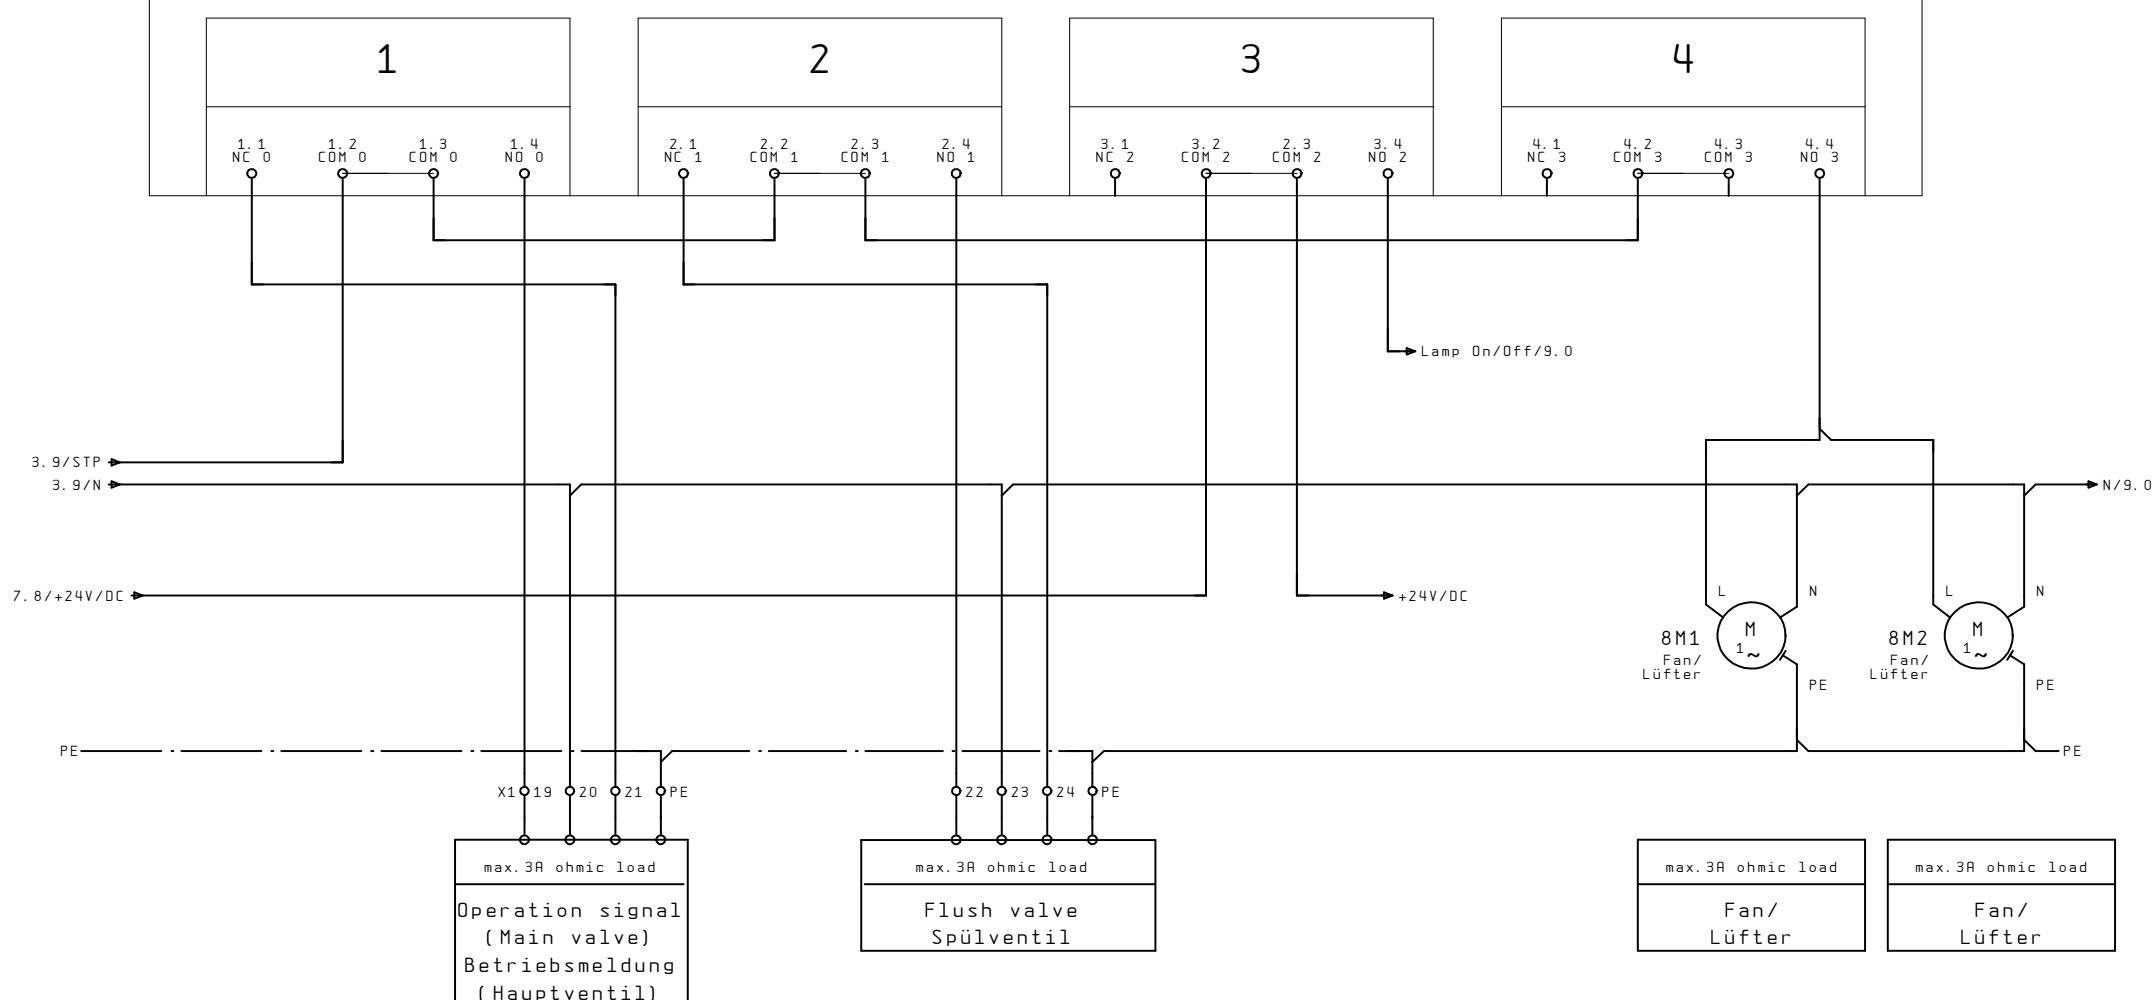 1 2 3 4
1.1 1.2 1.3 1.4 2.1 2.2 2.3 2.4 3.1 3.2 2.3 3.4 4.1 4.2 4.3 4.4
NC 0 COM 0 COM 0 NO 0 NC 1 COM 1 COM 1 NO 1 NC 2 COM 2 COM 2 NO 2 NC 3 COM 3 COM 3 NO 3
Lamp On/Off/9.0
3.9/STP
3.9/N N/9.0
7.8/+24V/DC +24V/DC
L N L N
M M
8M1 1~ 8M2 1~
Fan/ Fan/
Lüfter Lüfter
PE PE
PE PE
X1 19 20 21 PE 22 23 24 PE
max.3A ohmic load max.3A ohmic load max.3A ohmic load max.3A ohmic load
Operation signal
(Main valve)
Betriebsmeldung
(Hauptventil)
Flush valve
Spülventil
Fan/
Lüfter
Fan/
Lüfter